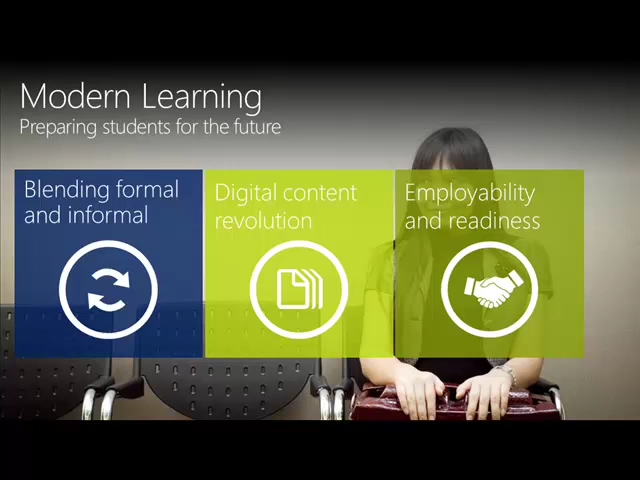 Modern Learning
Preparing students for the future
Blending formal
and informal
Digital content
revolution
Employability
and readiness